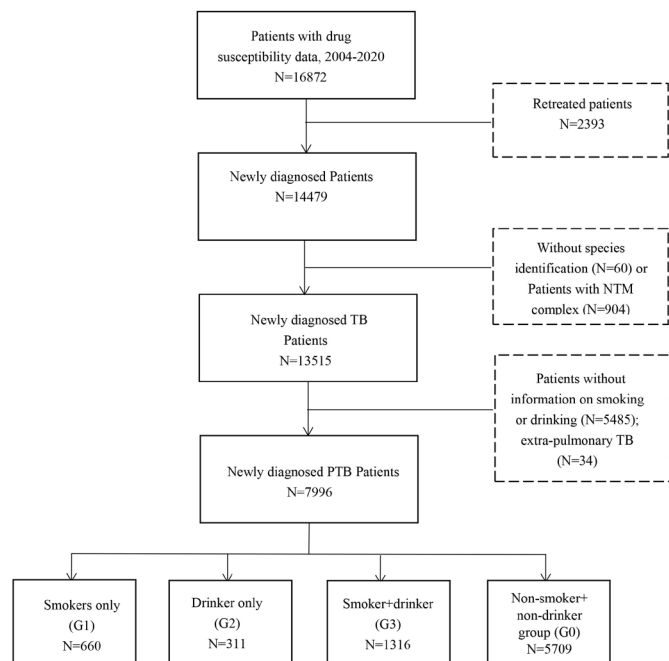 Patients with drug
susceptibility data, 2004-2020
N=16872
Retreated patients
N=2393
Newly diagnosed Patients
N=14479
Without species
identification (N=60) or
Patients with NTM
complex (N=904)
Newly diagnosed TB
Patients
N=13515
Patients without
information on smoking
or drinking (N=5485);
extra-pulmonary TB
(N=34)
Newly diagnosed PTB Patients
N=7996
Smokers only
(G1)
N=660
Drinker only
(G2)
N=311
Smoker+drinker
(G3)
N=1316
Non-smoker+
non-drinker
group (G0)
N=5709